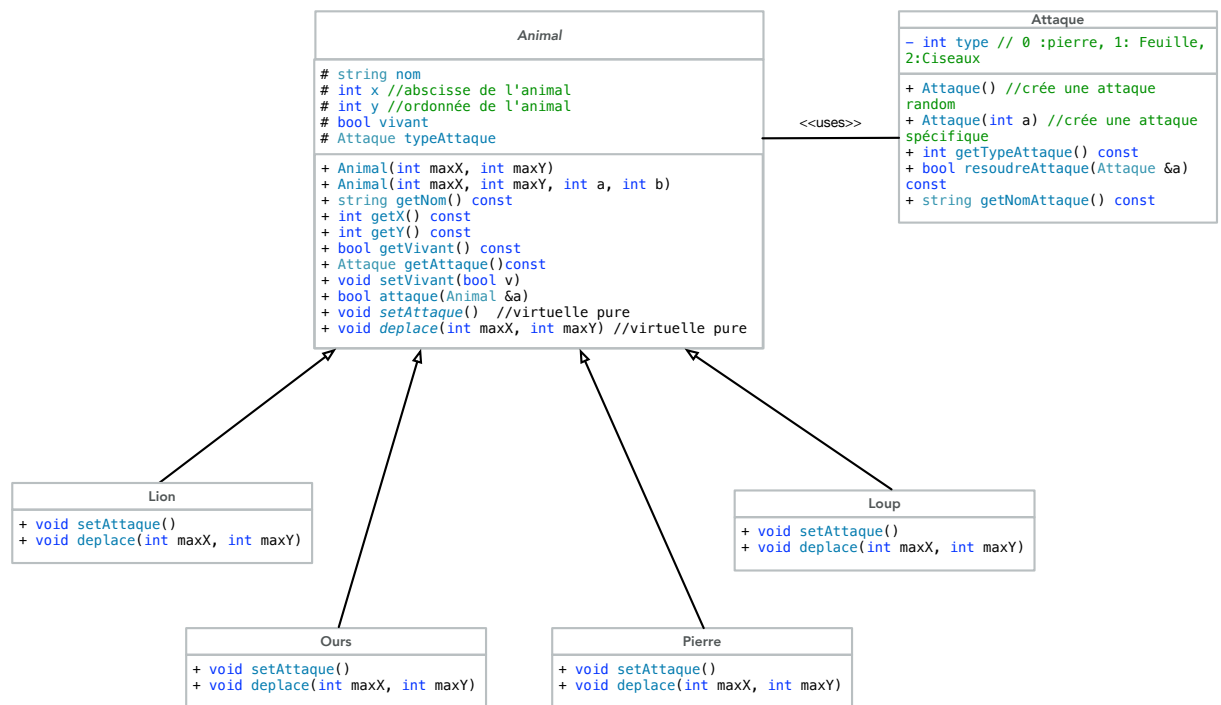 Animal
# string nom
# int x //abscisse de l'animal
# int y //ordonnée de l'animal
# bool vivant
# Attaque typeAttaque
+ Animal(int maxX, int maxY)
+ Animal(int maxX, int maxY, int a, int b)
+ string getNom() const
+ int getX() const
+ int getY() const
+ bool getVivant() const
+ Attaque getAttaque()const
+ void setVivant(bool v)
+ bool attaque(Animal &a)
+ void setAttaque()  //virtuelle pure
+ void deplace(int maxX, int maxY) //virtuelle pure
<<uses>>
Attaque
– int type // 0 :pierre, 1: Feuille,
2:Ciseaux
+ Attaque() //crée une attaque
random
+ Attaque(int a) //crée une attaque
spécifique
+ int getTypeAttaque() const
+ bool resoudreAttaque(Attaque &a)
const
+ string getNomAttaque() const
Lion
+ void setAttaque()
+ void deplace(int maxX, int maxY)
Loup
+ void setAttaque()
+ void deplace(int maxX, int maxY)
Ours
+ void setAttaque()
+ void deplace(int maxX, int maxY)
Pierre
+ void setAttaque()
+ void deplace(int maxX, int maxY)